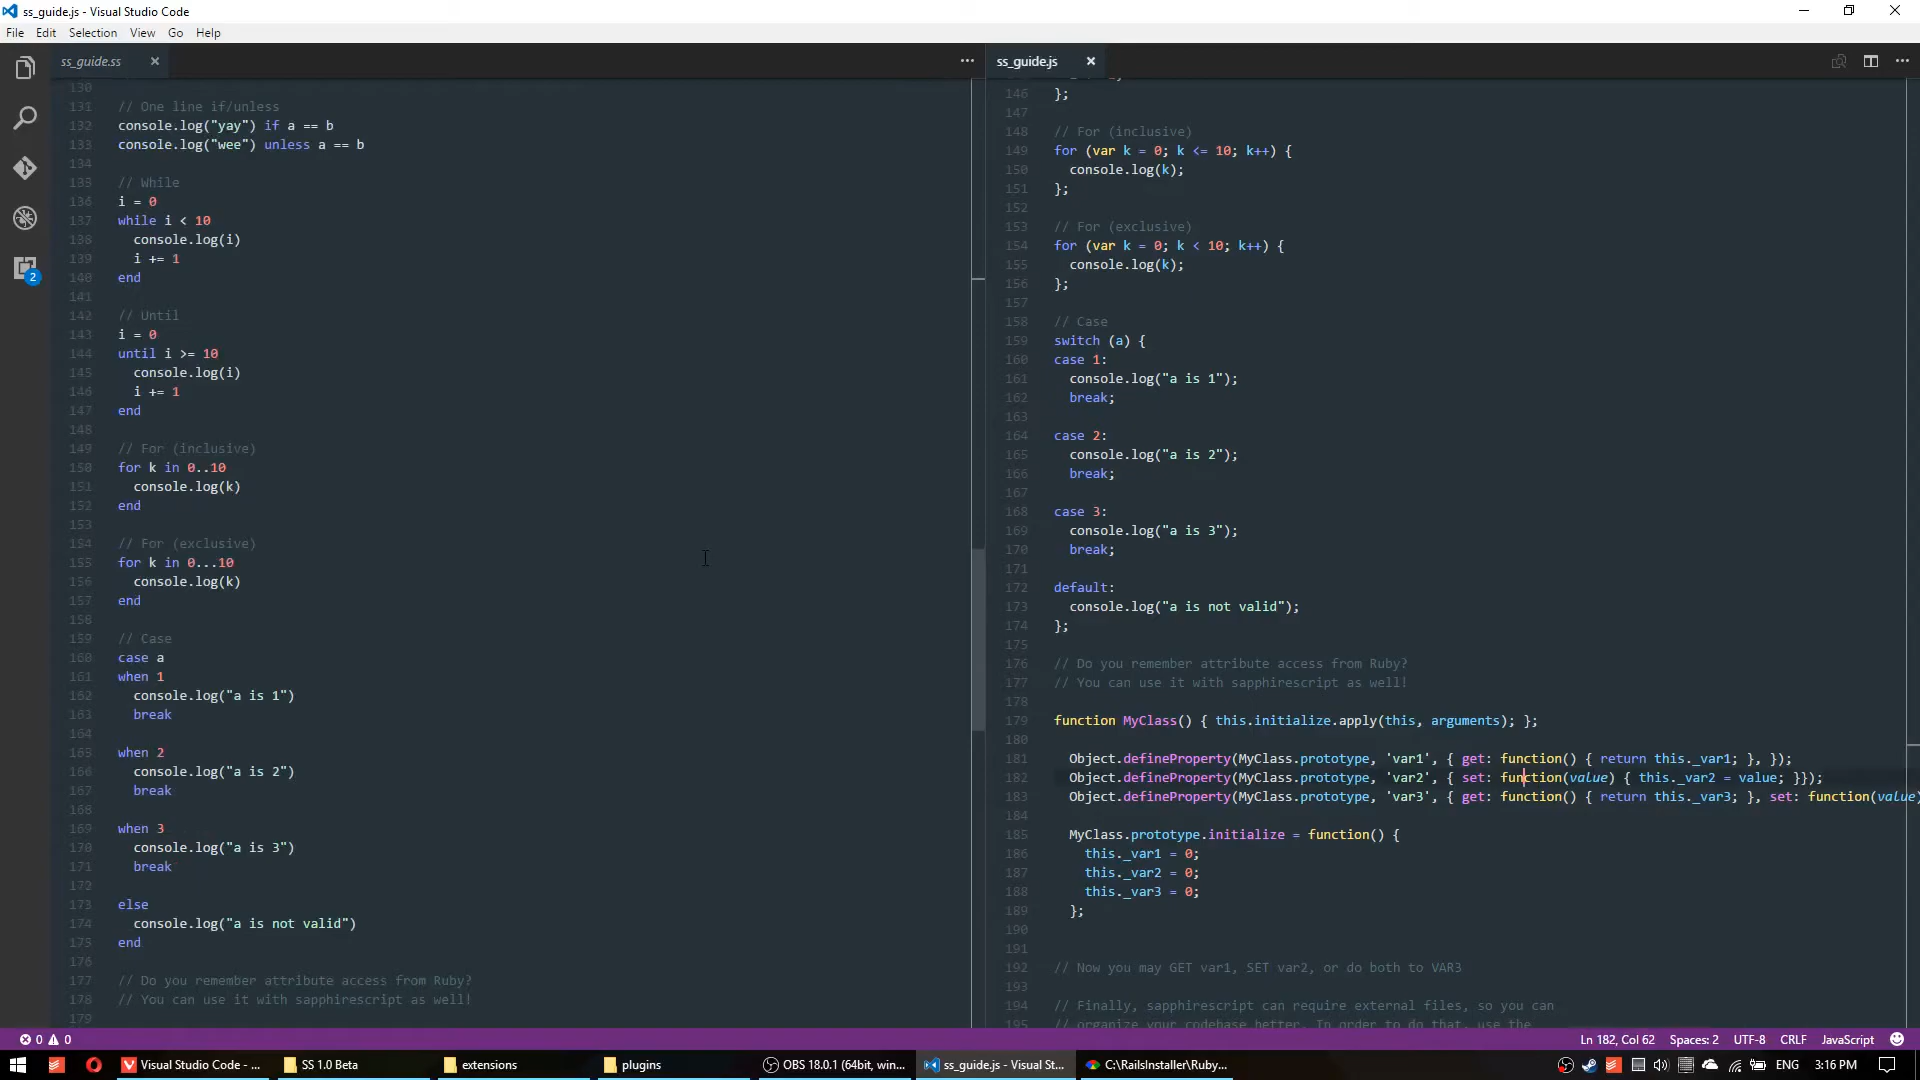 ss_guide.js - Visual Studio Code
File Edit Selection View Go Help
ss_guide.ss
130
131 // One line if/unless
132 console.log("yay") if a == b
133 console.log("wee") unless a == b
134
135 // While
136 i = 0
137 while i < 10
138 console.log(i)
139 i += 1
140 end
141
142 // Until
143 i = 0
144 until i >= 10
145 console.log(i)
146 i += 1
147 end
148
149 // For (inclusive)
150 for k in 0..10
151 console.log(k)
152 end
153
154 // For (exclusive)
155 for k in 0...10
156 console.log(k)
157 end
158
159 // Case
160 case a
161 when 1
162 console.log("a is 1")
163 break
164
165 when 2
166 console.log("a is 2")
167 break
168
169 when 3
170 console.log("a is 3")
171 break
172
173 else
174 console.log("a is not valid")
175 end
176
177 // Do you remember attribute access from Ruby?
178 // You can use it with sapphirescript as well!
179
ss_guide.js
146 };
147
148 // For (inclusive)
149 for (var k = 0; k <= 10; k++) {
150 console.log(k);
151 };
152
153 // For (exclusive)
154 for (var k = 0; k < 10; k++) {
155 console.log(k);
156 };
157
158 // Case
159 switch (a) {
160 case 1:
161 console.log("a is 1");
162 break;
163
164 case 2:
165 console.log("a is 2");
166 break;
167
168 case 3:
169 console.log("a is 3");
170 break;
171
172 default:
173 console.log("a is not valid");
174 };
175
176 // Do you remember attribute access from Ruby?
177 // You can use it with sapphirescript as well!
178
179 function MyClass() { this.initialize.apply(this, arguments); };
180
181 Object.defineProperty(MyClass.prototype, 'var1', { get: function() { return this._var1; }, });
182 Object.defineProperty(MyClass.prototype, 'var2', { set: function(value) { this._var2 = value; }});
183 Object.defineProperty(MyClass.prototype, 'var3', { get: function() { return this._var3; }, set: function(value)
184
185 MyClass.prototype.initialize = function() {
186 this._var1 = 0;
187 this._var2 = 0;
188 this._var3 = 0;
189 };
190
191
192 // Now you may GET var1, SET var2, or do both to VAR3
193
194 // Finally, sapphirescript can require external files, so you can
195 // organize your codebase better. In order to do that, use the
2
0 0
Ln 182, Col 62 Spaces: 2 UTF-8 CRLF JavaScript
Visual Studio Code - ... SS 1.0 Beta extensions plugins OBS 18.0.1 (64bit, win... ss_guide.js - Visual St... C:\RailsInstaller\Ruby... ENG 3:16 PM